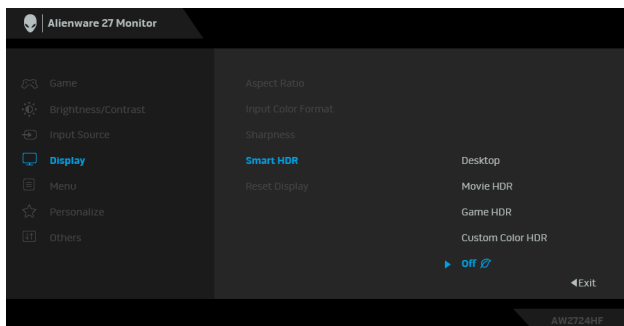 Alienware 27 Monitor
Game
Aspect Ratio
Brightness/Contrast
Input Color Format
Input Source
Sharpness
Display
Smart HDR
Desktop
Menu
Reset Display
Movie HDR
Personalize
Game HDR
Others
Custom Color HDR
Off
Exit
AW2724HF